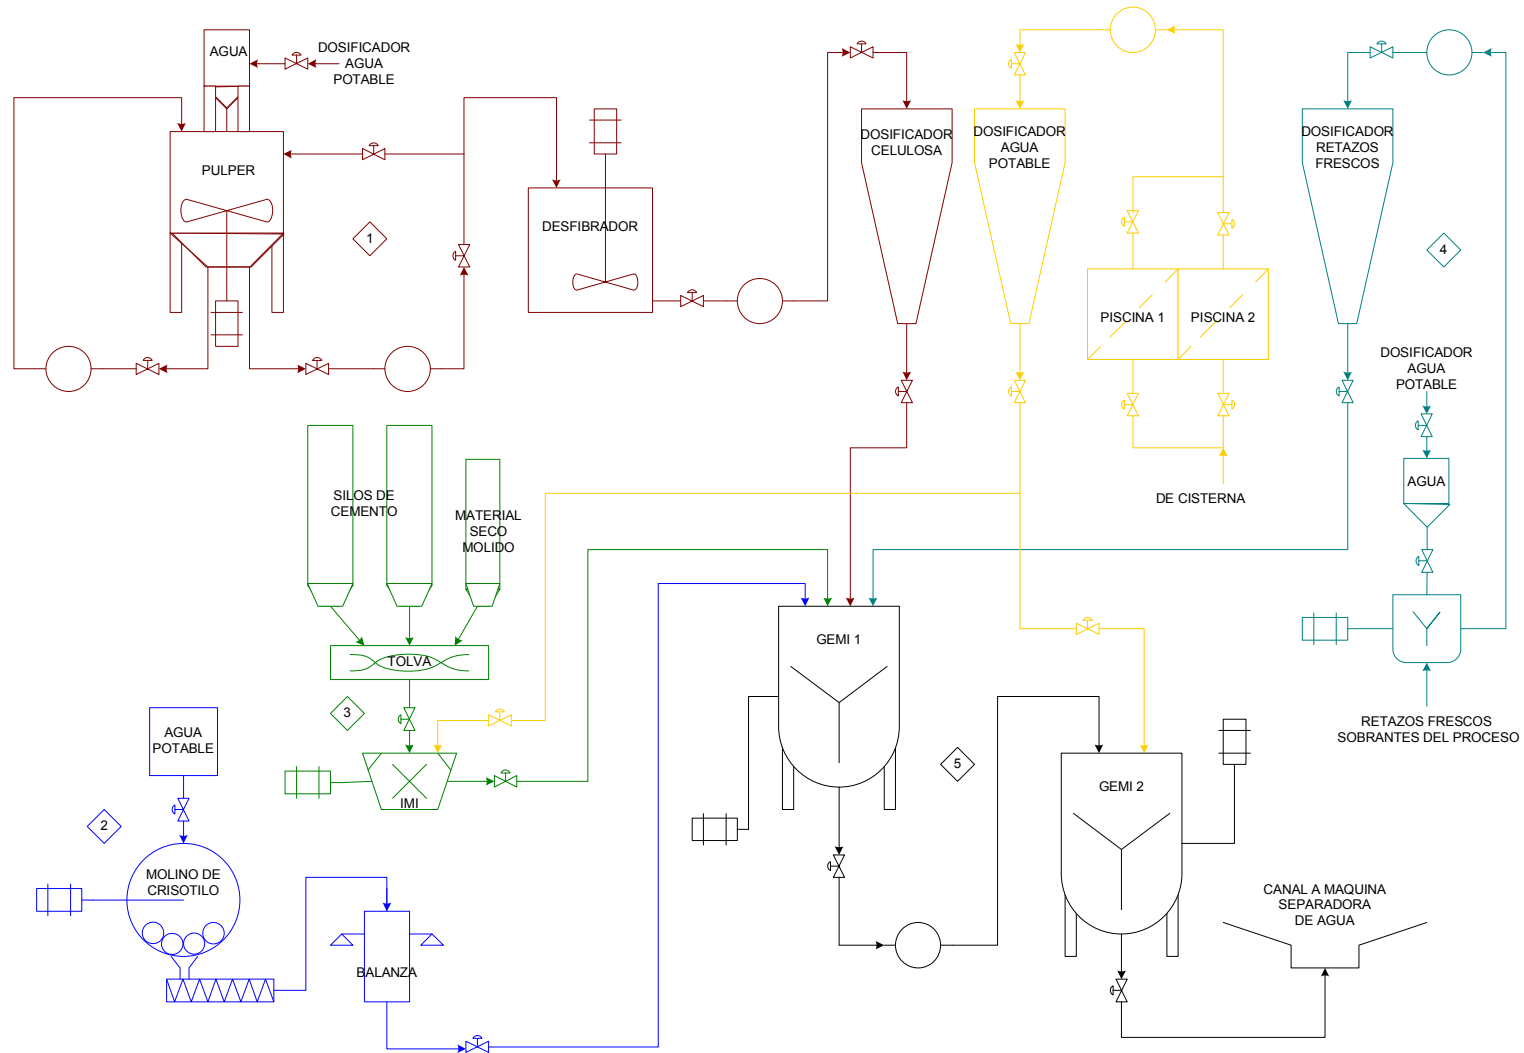 AGUA
DOSIFICADOR
AGUA
POTABLE
PULPER
1
DESFIBRADOR
DOSIFICADOR
CELULOSA
DOSIFICADOR
AGUA
POTABLE
PISCINA 1
PISCINA 2
DE CISTERNA
DOSIFICADOR
RETAZOS
FRESCOS
4
DOSIFICADOR
AGUA
POTABLE
AGUA
RETAZOS FRESCOS
SOBRANTES DEL PROCESO
SILOS DE
CEMENTO
MATERIAL
SECO
MOLIDO
TOLVA
3
IMI
AGUA
POTABLE
2
MOLINO DE
CRISOTILO
BALANZA
GEMI 1
5
GEMI 2
CANAL A MAQUINA
SEPARADORA
DE AGUA